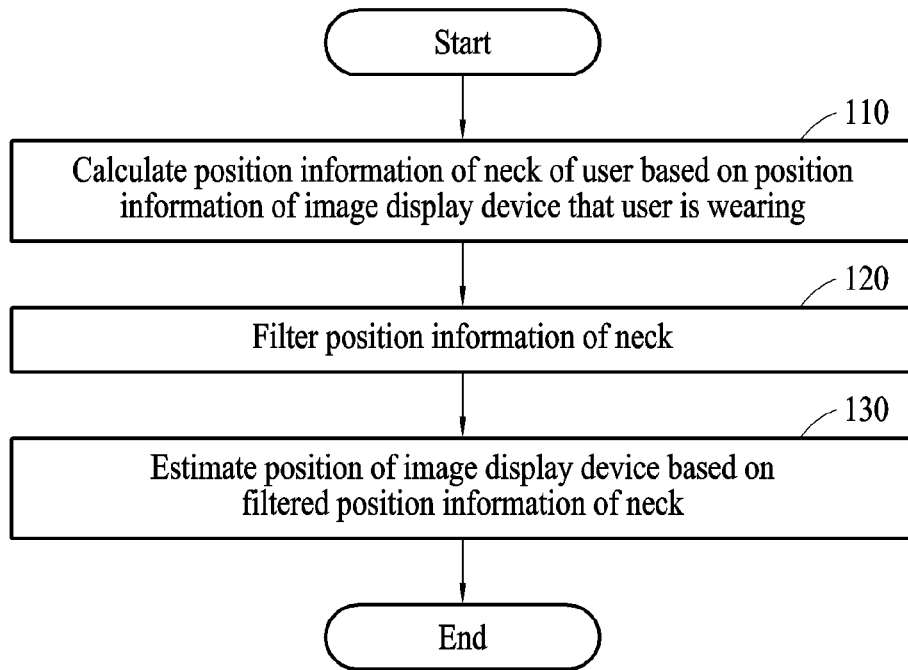 Start
110
Calculate position information of neck of user based on position
information of image display device that user is wearing
120
Filter position information of neck
130
Estimate position of image display device based on
filtered position information of neck
End